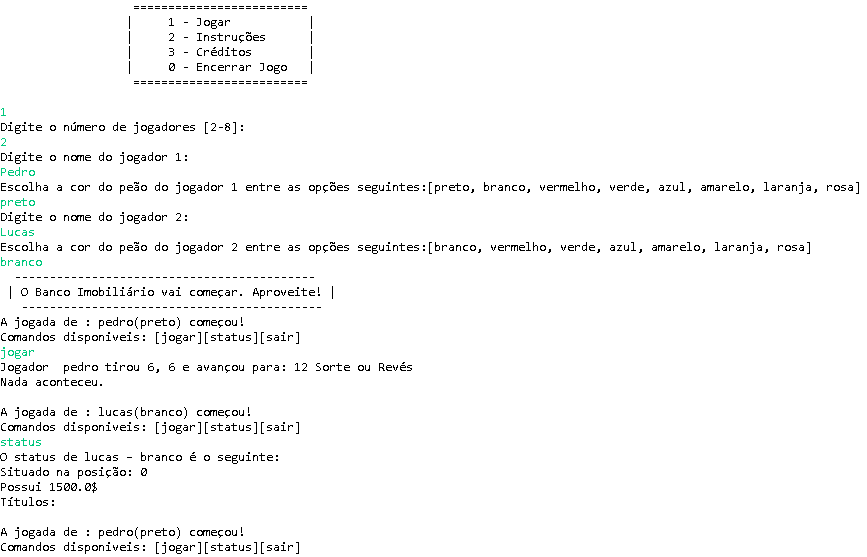 =========================
| 1 - Jogar |
| 2 - Instruções |
| 3 - Créditos |
| 0 - Encerrar Jogo |
=========================
1
Digite o número de jogadores [2-8]:
2
Digite o nome do jogador 1:
Pedro
Escolha a cor do peão do jogador 1 entre as opções seguintes:[preto, branco, vermelho, verde, azul, amarelo, laranja, rosa]
preto
Digite o nome do jogador 2:
Lucas
Escolha a cor do peão do jogador 2 entre as opções seguintes:[branco, vermelho, verde, azul, amarelo, laranja, rosa]
branco
-------------------------------------------
| O Banco Imobiliário vai começar. Aproveite! |
-------------------------------------------
A jogada de : pedro(preto) começou!
Comandos disponiveis: [jogar][status][sair]
jogar
Jogador  pedro tirou 6, 6 e avançou para: 12 Sorte ou Revés
Nada aconteceu.
A jogada de : lucas(branco) começou!
Comandos disponiveis: [jogar][status][sair]
status
O status de lucas – branco é o seguinte:
Situado na posição: 0
Possui 1500.0$
Títulos:
A jogada de : pedro(preto) começou!
Comandos disponiveis: [jogar][status][sair]